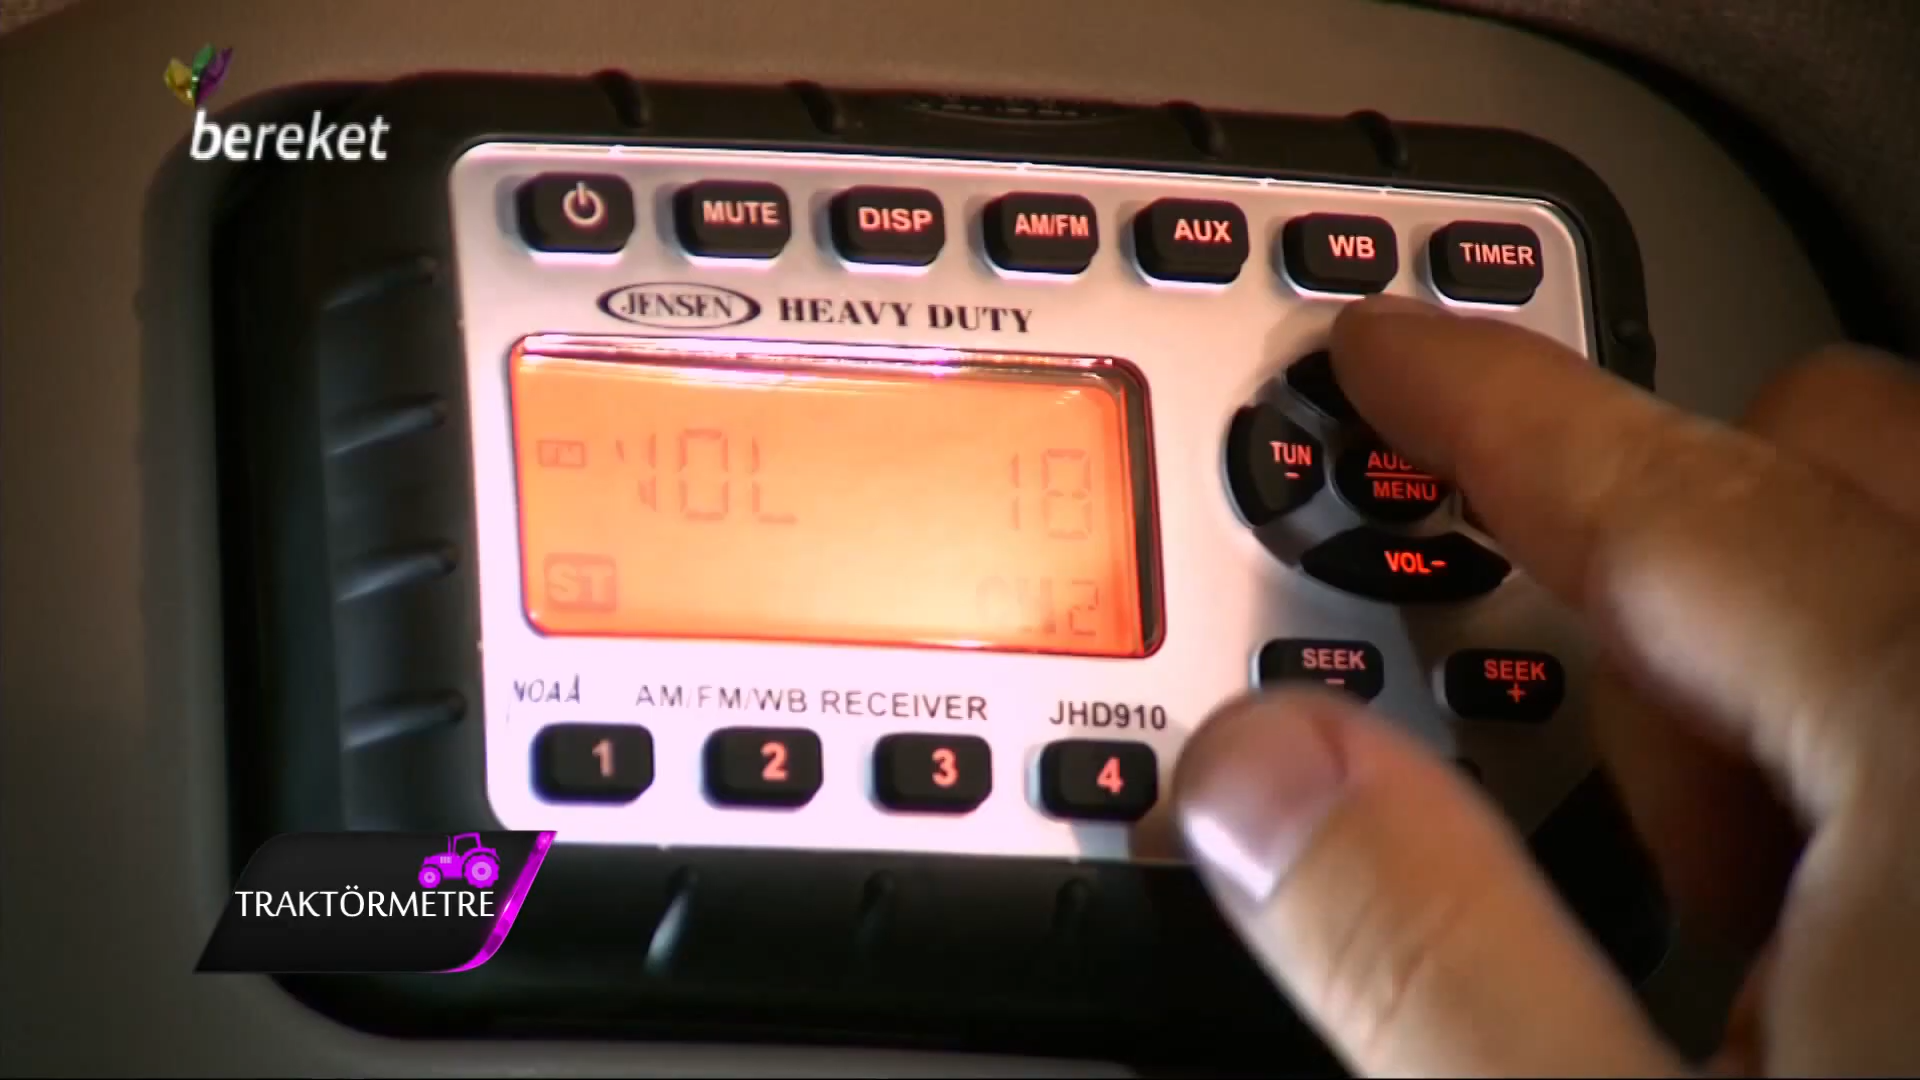 bereket
MUTE
DISP
AM/FM
AUX
WB
TIMER
JENSEN HEAVY DUTY
FM
VOL 18
ST
TUN
-
MENU
VOL-
SEEK
-
SEEK
+
NOAA
AM/FM/WB RECEIVER
JHD910
1
2
3
4
TRAKTÖRMETRE